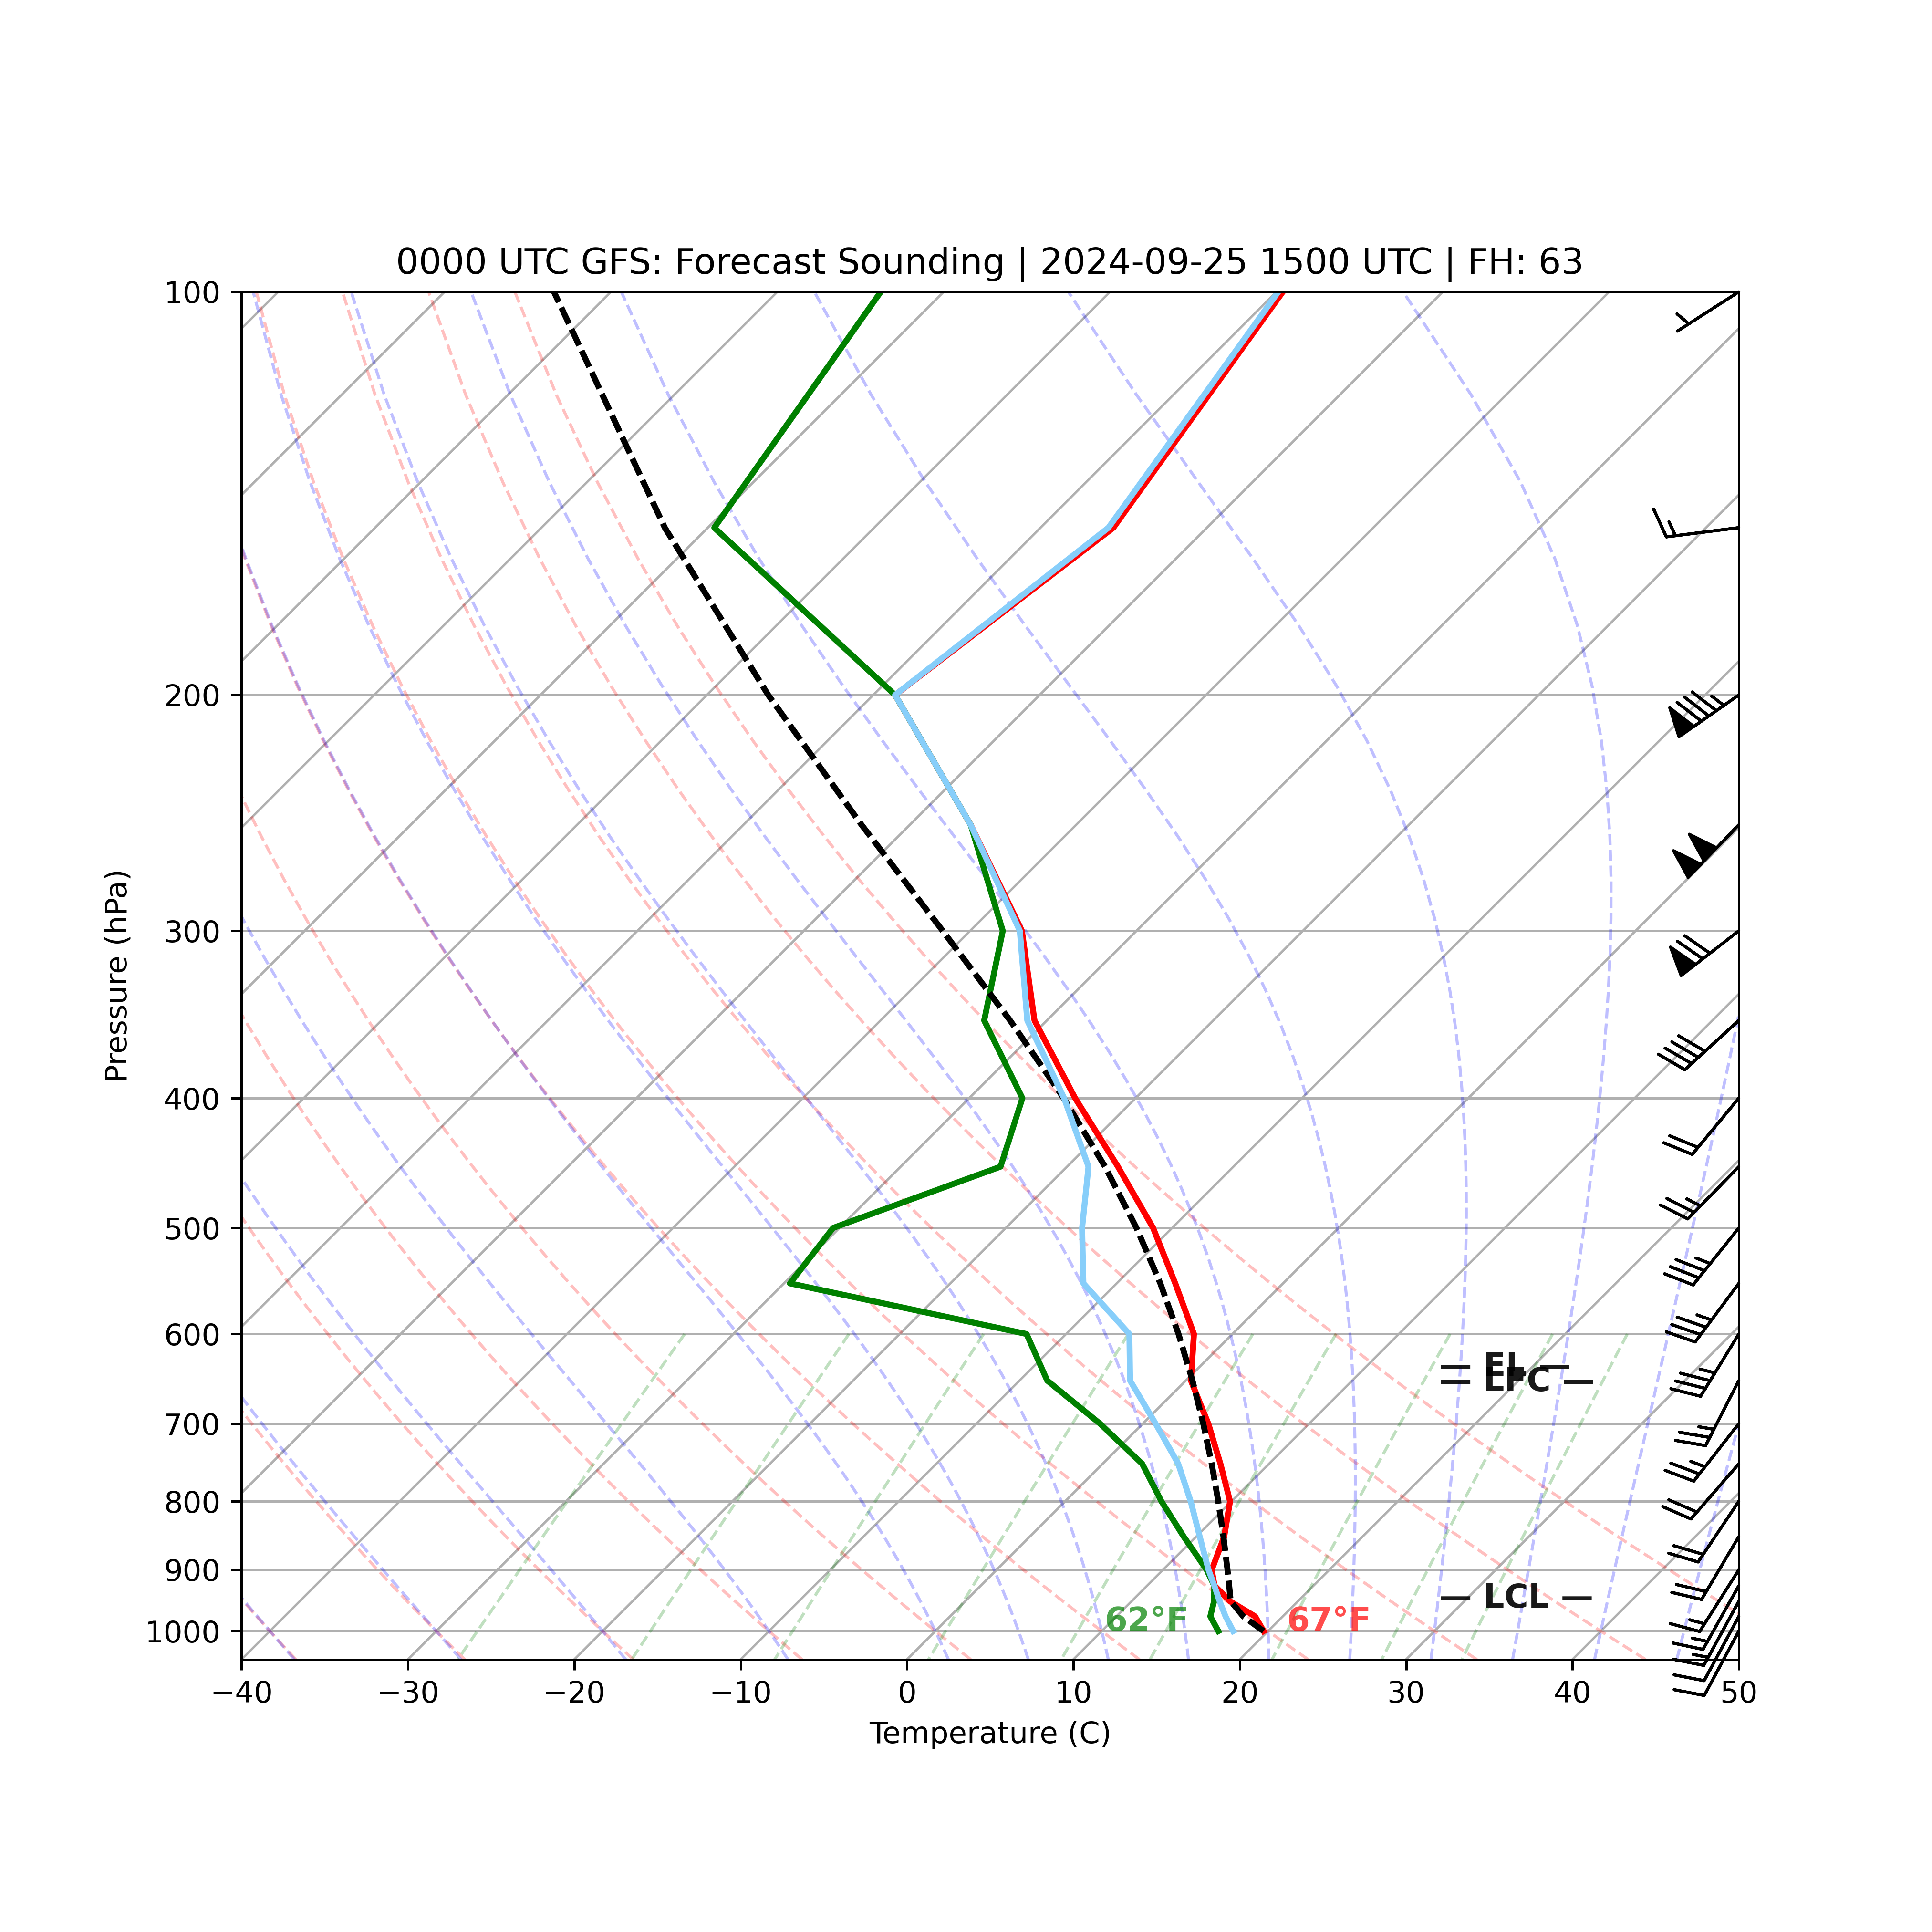 0000 UTC GFS: Forecast Sounding | 2024-09-25 1500 UTC | FH: 63
100
200
300
400
500
600
700
800
900
1000
Pressure (hPa)
— EL —
— LFC —
— LCL —
62°F 67°F
−40 −30 −20 −10 0 10 20 30 40 50
Temperature (C)